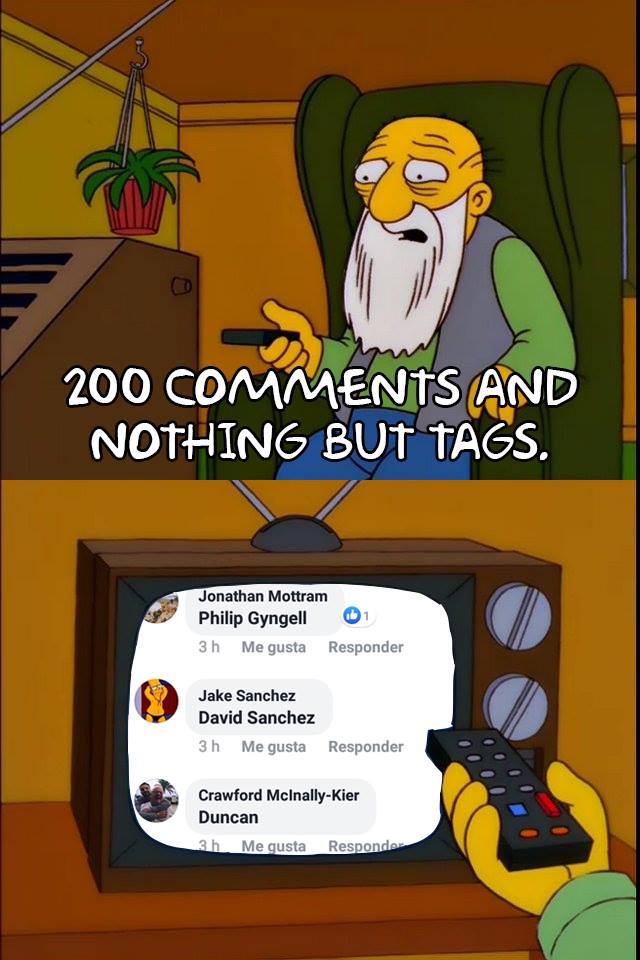 200 COMMENTS AND
NOTHING BUT TAGS.
Jonathan Mottram
Philip Gyngell
1
3 h Me gusta Responder
Jake Sanchez
David Sanchez
3 h Me gusta Responder
Crawford McInally-Kier
Duncan
3 h Me gusta Responder